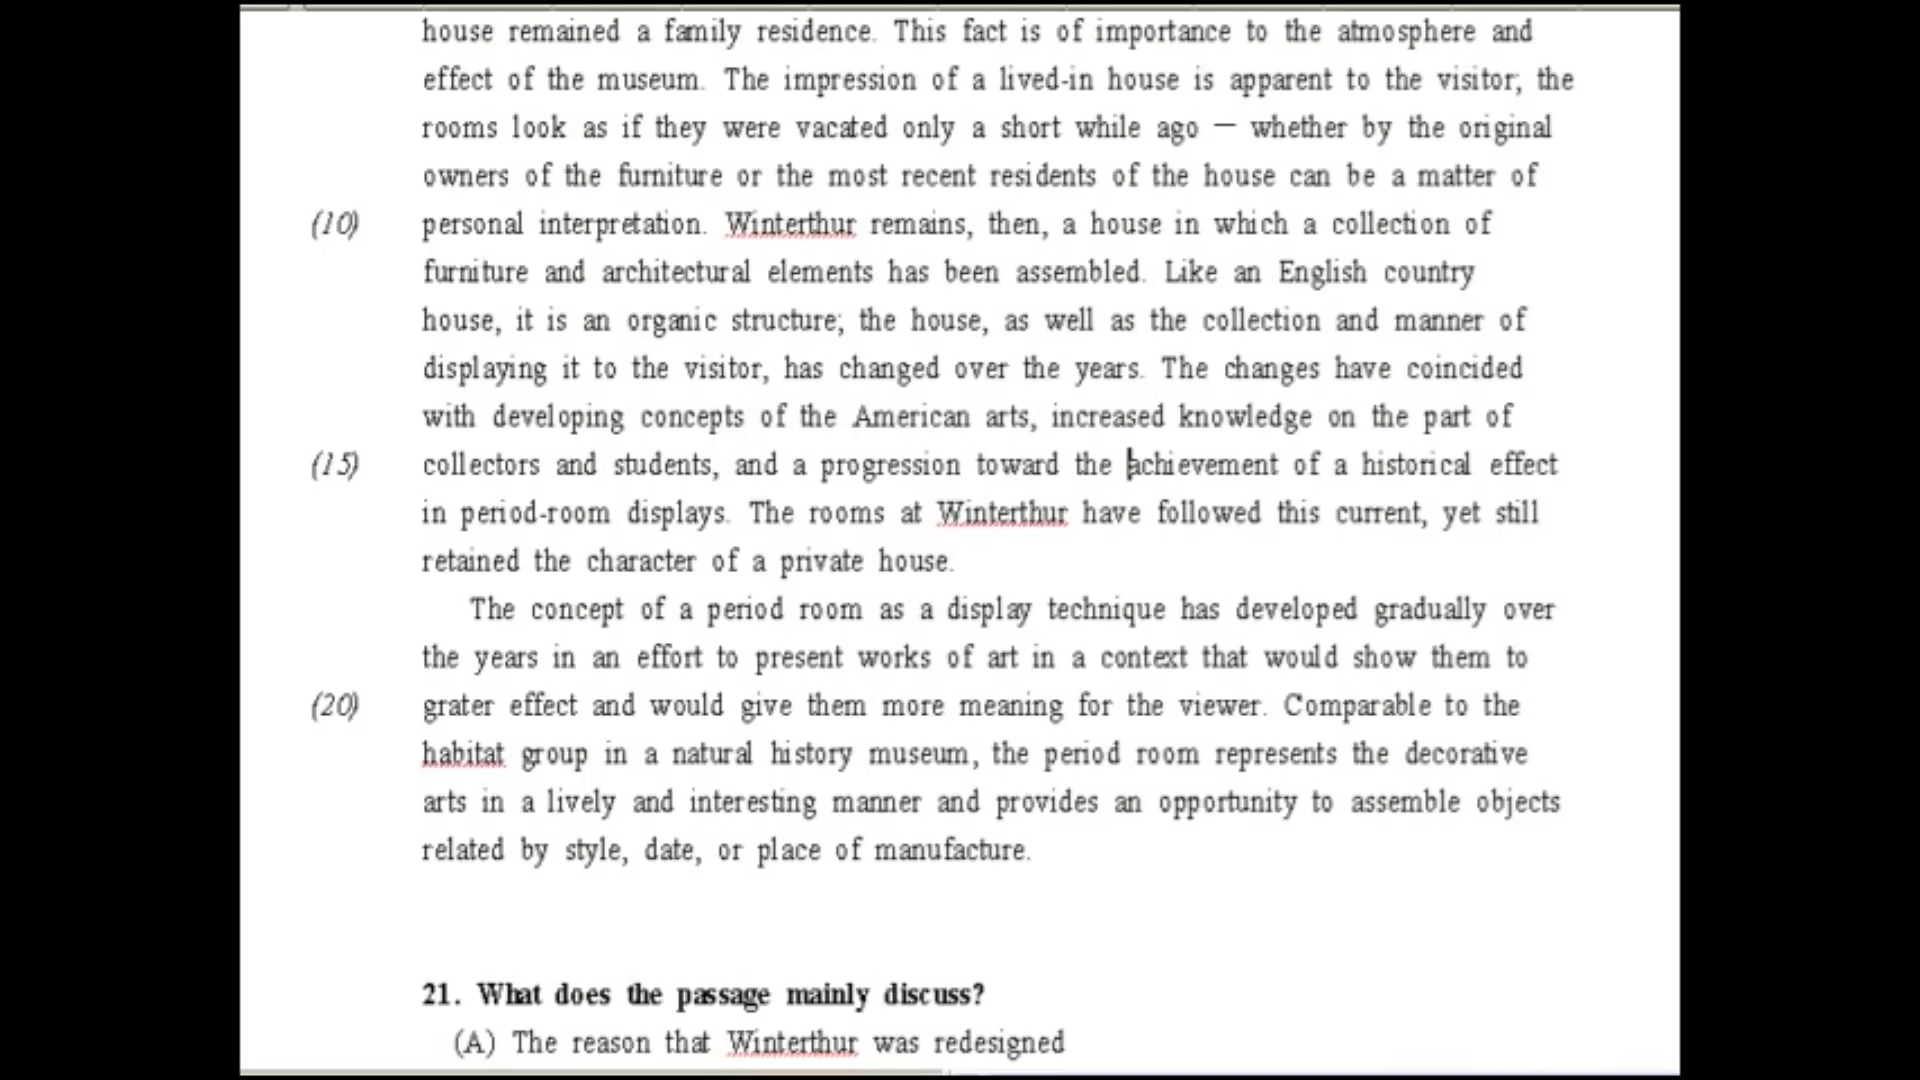 house remained a family residence. This fact is of importance to the atmosphere and
effect of the museum. The impression of a lived-in house is apparent to the visitor; the
rooms look as if they were vacated only a short while ago — whether by the original
owners of the furniture or the most recent residents of the house can be a matter of
(10) personal interpretation. Winterthur remains, then, a house in which a collection of
furniture and architectural elements has been assembled. Like an English country
house, it is an organic structure; the house, as well as the collection and manner of
displaying it to the visitor, has changed over the years. The changes have coincided
with developing concepts of the American arts, increased knowledge on the part of
(15) collectors and students, and a progression toward the achievement of a historical effect
in period-room displays. The rooms at Winterthur have followed this current, yet still
retained the character of a private house.
The concept of a period room as a display technique has developed gradually over
the years in an effort to present works of art in a context that would show them to
(20) grater effect and would give them more meaning for the viewer. Comparable to the
habitat group in a natural history museum, the period room represents the decorative
arts in a lively and interesting manner and provides an opportunity to assemble objects
related by style, date, or place of manufacture.
21. What does the passage mainly discuss?
(A) The reason that Winterthur was redesigned